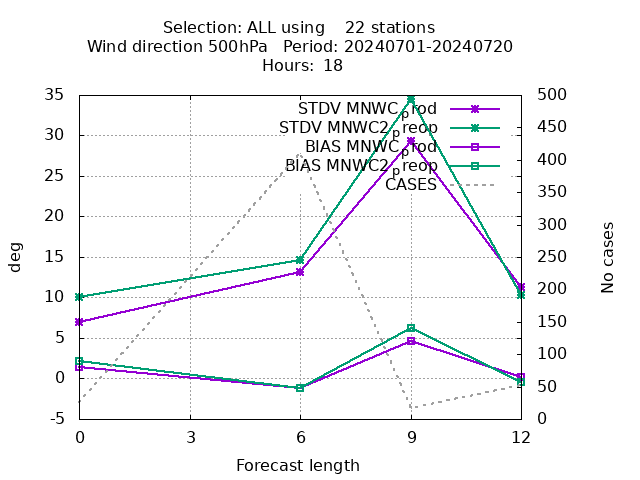 Selection: ALL using    22 stations
Wind direction 500hPa   Period: 20240701-20240720
Hours: 18
35
30
25
20
15
10
5
0
-5
500
450
400
350
300
250
200
150
100
50
0
deg
No cases
STDV MNWC_prod
STDV MNWC2_preop
BIAS MNWC_prod
BIAS MNWC2_preop
CASES
0 3 6 9 12
Forecast length